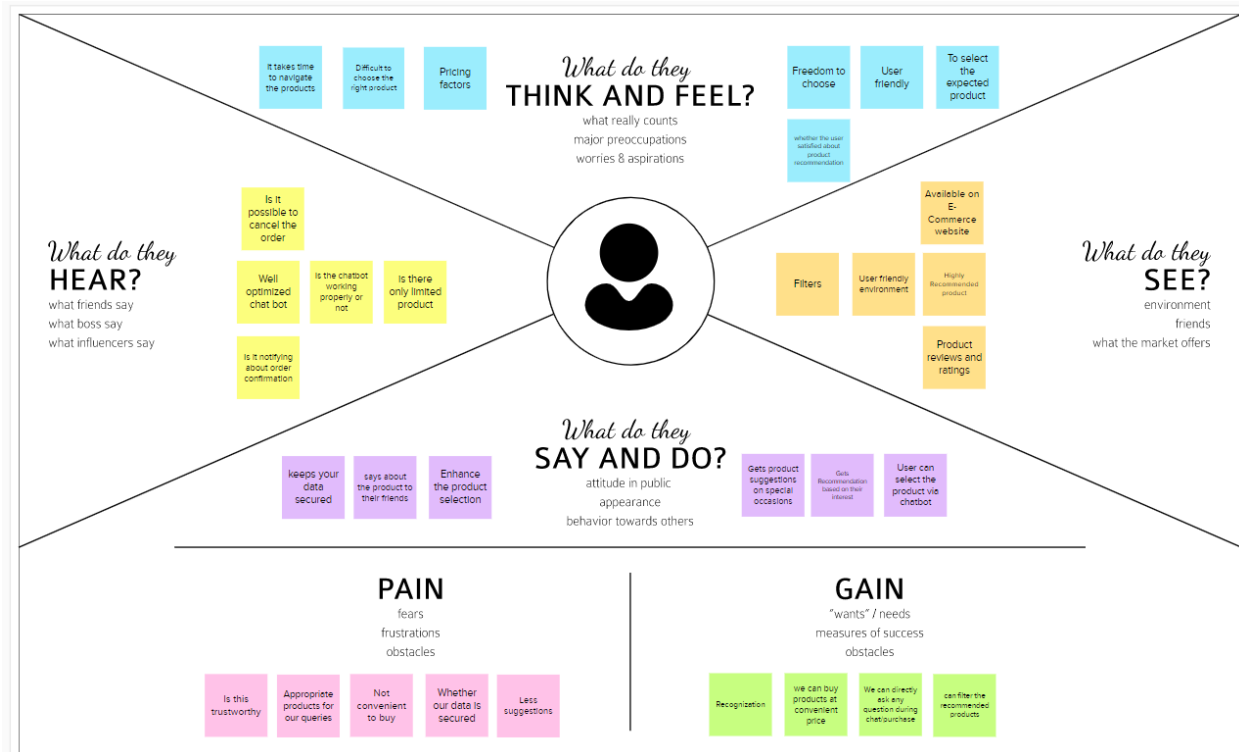 It takes time
to navigate
the products
Difficult to
choose the
right product
Pricing
factors
What do they
THINK AND FEEL?
what really counts
major preoccupations
worries & aspirations
Freedom to
choose
User
friendly
To select
the
expected
product
whether the user
satisfied about
product
recommendation
What do they
HEAR?
what friends say
what boss say
what influencers say
Is it
possible to
cancel the
order
Well
optimized
chat bot
Is the chatbot
working
properly or
not
Is there
only limited
product
Is it notifying
about order
confirmation
Available on
E-
Commerce
website
Filters
User friendly
environment
Highly
Recommended
product
Product
reviews and
ratings
What do they
SEE?
environment
friends
what the market offers
What do they
SAY AND DO?
attitude in public
appearance
behavior towards others
keeps your
data
secured
says about
the product to
their friends
Enhance
the product
selection
Gets product
suggestions
on special
occasions
Gets
Recommendation
based on their
interest
User can
select the
product via
chatbot
PAIN
fears
frustrations
obstacles
Is this
trustworthy
Appropriate
products for
our queries
Not
convenient
to buy
Whether
our data is
secured
Less
suggestions
GAIN
"wants" / needs
measures of success
obstacles
Recognization
we can buy
products at
convenient
price
We can directly
ask any
question during
chat/purchase
can filter the
recommended
products